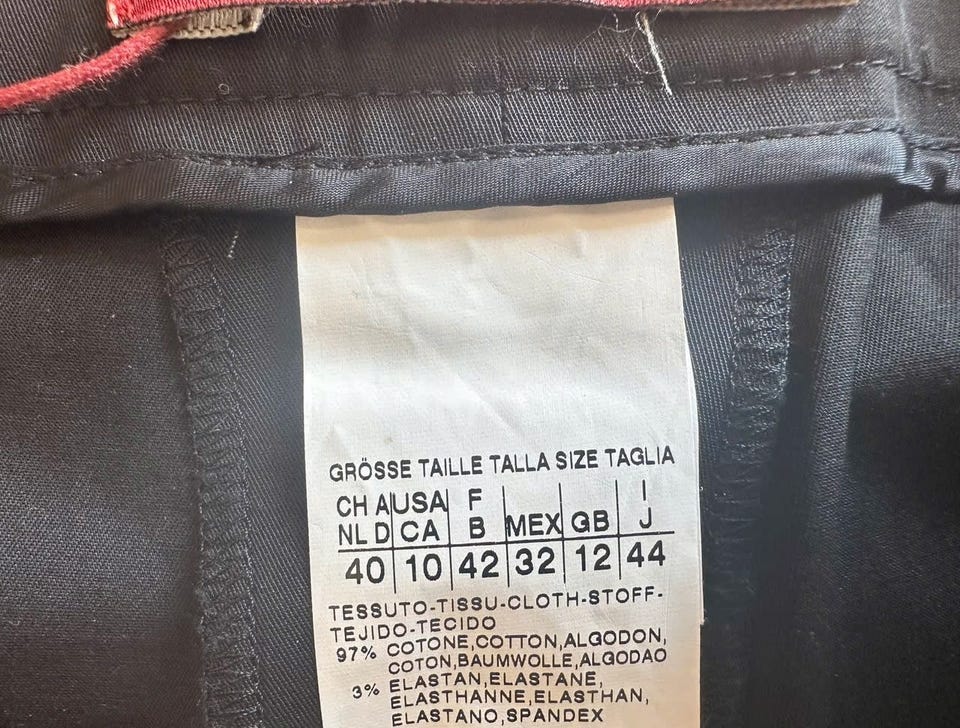 GRÖSSE TAILLE TALLA SIZE TAGLIA
CH A USA F I
NL D CA B MEX GB J
40 10 42 32 12 44
TESSUTO-TISSU-CLOTH-STOFF-
TEJIDO-TECIDO
97% COTONE,COTTON,ALGODON,
COTON,BAUMWOLLE,ALGODAO
3% ELASTAN,ELASTANE,
ELASTHANNE,ELASTHAN,
ELASTANO,SPANDEX